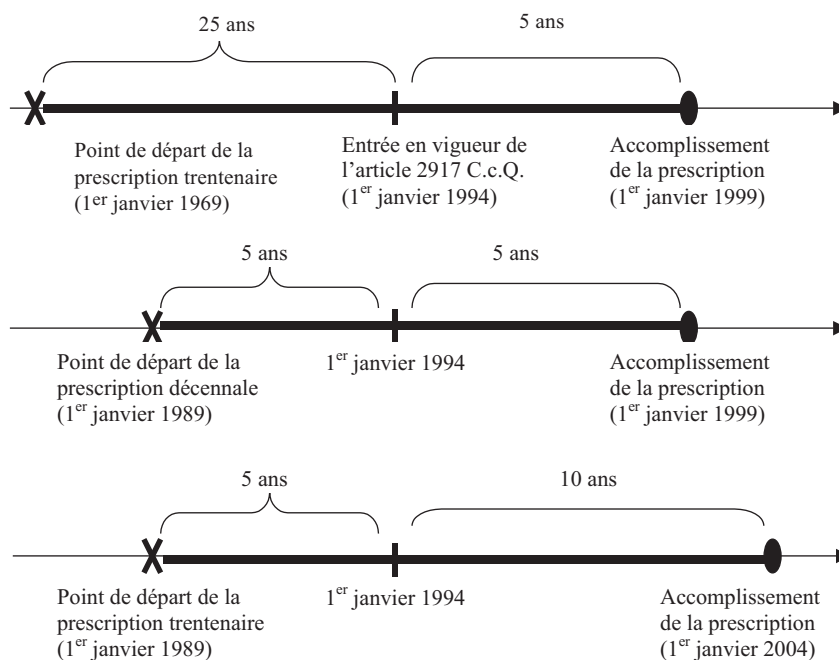 25 ans
5 ans
Point de départ de la
prescription trentenaire
(1er janvier 1969)
Entrée en vigueur de
l'article 2917 C.c.Q.
(1er janvier 1994)
Accomplissement
de la prescription
(1er janvier 1999)
5 ans
5 ans
Point de départ de la
prescription décennale
(1er janvier 1989)
1er janvier 1994
Accomplissement
de la prescription
(1er janvier 1999)
5 ans
10 ans
Point de départ de la
prescription trentenaire
(1er janvier 1989)
1er janvier 1994
Accomplissement
de la prescription
(1er janvier 2004)